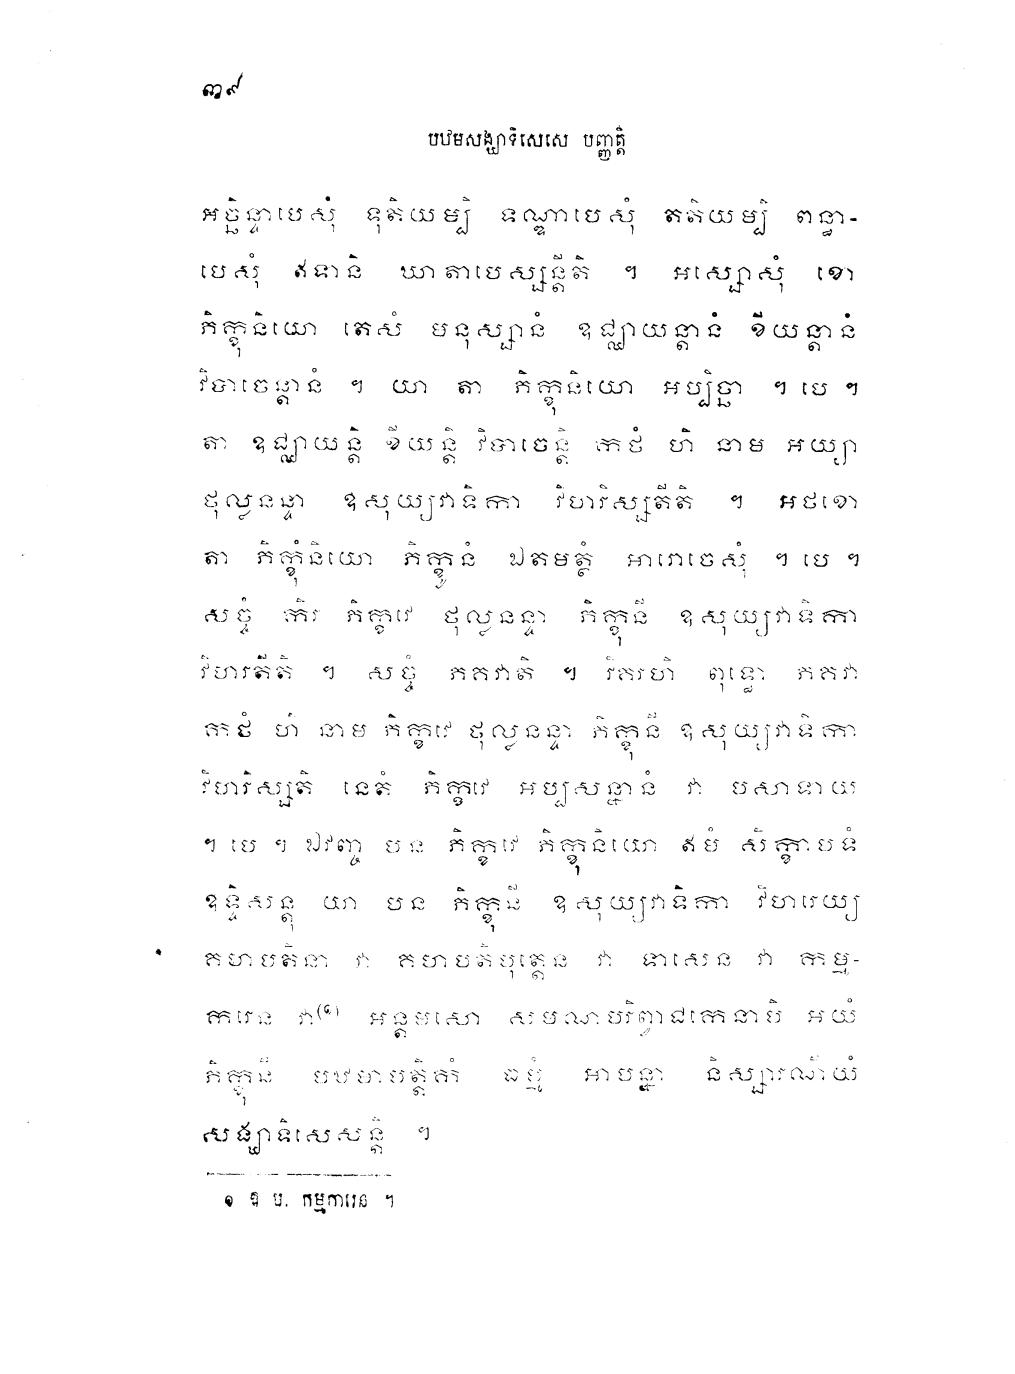 ៣៩
បឋមសង្ឃាទិសេសេ បញ្ញត្តិ
អច្ឆិន្ទាបេសុំ ទុតិយម្បិ ទណ្ឌាបេសុំ តតិយម្បិ ពន្ធា-
បេសុំ ឥទានិ ឃាតាបេស្សន្តីតិ ។ អស្សោសុំ ខោ
ភិក្ខុនិយោ តេសំ មនុស្សានំ ឧជ្ឈាយន្តានំ ខីយន្តានំ
វិបាចេន្តានំ ។ យា តា ភិក្ខុនិយោ អប្បិច្ឆា ។ បេ ។
តា ឧជ្ឈាយន្តិ ខីយន្តិ វិបាចេន្តិ កថំ ហិ នាម អយ្យា
ថុល្លនន្ទា ឧសុយ្យវាទិកា វិហរិស្សតីតិ ។ អថខោ
តា ភិក្ខុំនិយោ ភិក្ខូនំ ឯតមត្ថំ អារោចេសុំ ។ បេ ។
សច្ចំ កិរ ភិក្ខវេ ថុល្លនន្ទា ភិក្ខុនី ឧសុយ្យវាទិកា
វិហរតីតិ ។ សច្ចំ ភគវាតិ ។ វិគរហិ ពុទ្ធោ ភគវា
កថំ ហិ នាម ភិក្ខវេ ថុល្លនន្ទា ភិក្ខុនី ឧសុយ្យវាទិកា
វិហរិស្សតិ នេតំ ភិក្ខវេ អប្បសន្នានំ វា បសាទាយ
។ បេ ។ ឯវញ្ច បន ភិក្ខវេ ភិក្ខុនិយោ ឥមំ សិក្ខាបទំ
ឧទ្ទិសន្តុ យា បន ភិក្ខុនី ឧសុយ្យវាទិកា វិហរេយ្យ
គហបតិនា វា គហបតិបុត្តេន វា ទាសេន វា កម្ម-
ករេន វា(១) អន្តមសោ សមណបរិព្វាជកេនាបិ អយំ
ភិក្ខុនី បឋមាបត្តិកំ ធម្មំ អាបន្នា និស្សារណីយំ
សង្ឃាទិសេសន្តិ ។
១ ឱ ម. កម្មការេន ។